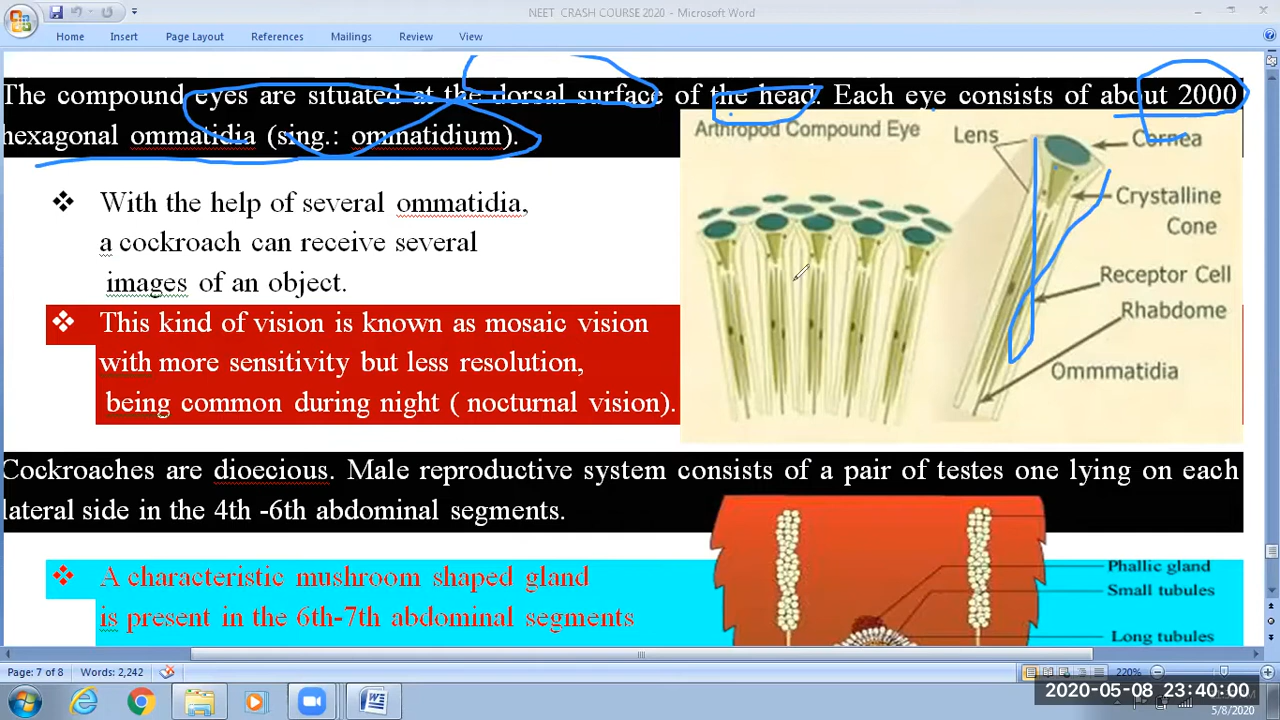 NEET CRASH COURSE 2020 - Microsoft Word
Home Insert Page Layout References Mailings Review View
The compound eyes are situated at the dorsal surface of the head. Each eye consists of about 2000
hexagonal ommatidia (sing.: ommatidium).
Arthropod Compound Eye
Lens
Cornea
Crystalline
Cone
Receptor Cell
Rhabdome
Ommmatidia
❖ With the help of several ommatidia,
a cockroach can receive several
images of an object.
❖ This kind of vision is known as mosaic vision
with more sensitivity but less resolution,
being common during night ( nocturnal vision).
Cockroaches are dioecious. Male reproductive system consists of a pair of testes one lying on each
lateral side in the 4th -6th abdominal segments.
❖ A characteristic mushroom shaped gland
is present in the 6th-7th abdominal segments
Phallic gland
Small tubules
Long tubules
Page: 7 of 8 Words: 2,242 220%
2020-05-08 23:40:00
5/8/2020